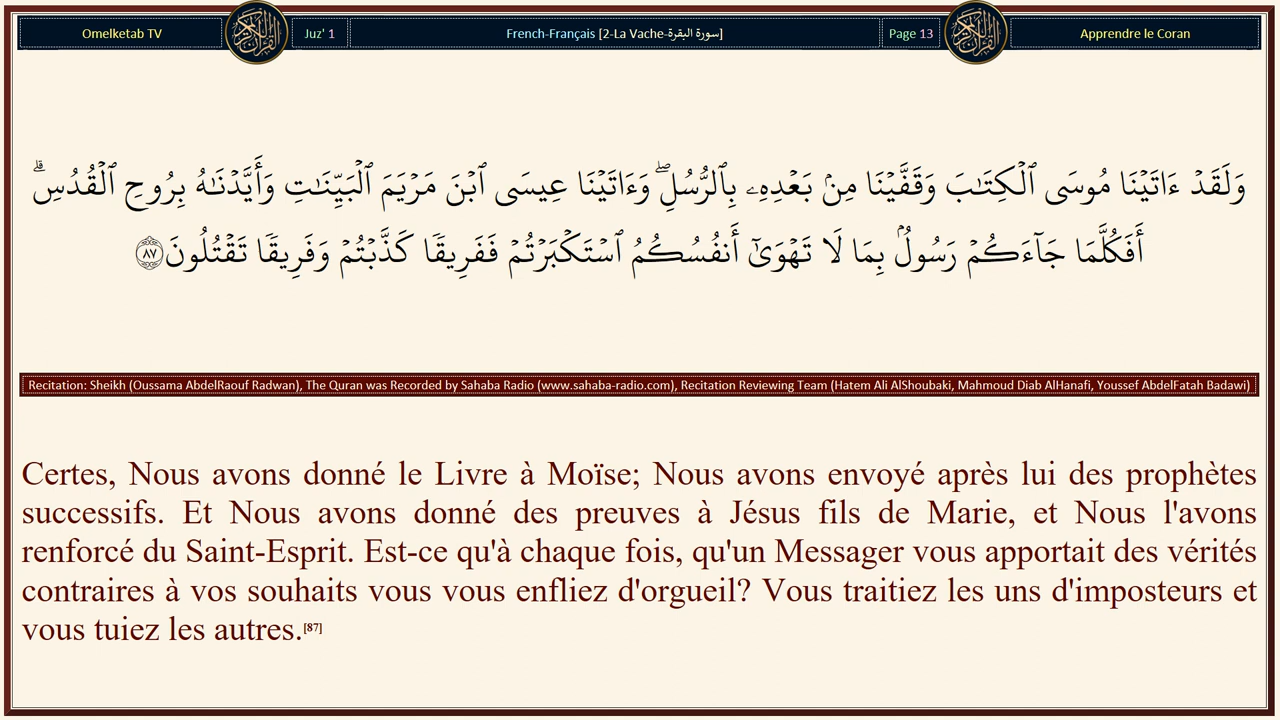 Omelketab TV
Juz' 1
French-Français [2-La Vache-سورة البقرة]
Page 13
Apprendre le Coran
وَلَقَدۡ ءَاتَيۡنَا مُوسَى ٱلۡكِتَٰبَ وَقَفَّيۡنَا مِنۢ بَعۡدِهِۦ بِٱلرُّسُلِۖ وَءَاتَيۡنَا عِيسَى ٱبۡنَ مَرۡيَمَ ٱلۡبَيِّنَٰتِ وَأَيَّدۡنَٰهُ بِرُوحِ ٱلۡقُدُسِۗ
أَفَكُلَّمَا جَآءَكُمۡ رَسُولُۢ بِمَا لَا تَهۡوَىٰٓ أَنفُسُكُمُ ٱسۡتَكۡبَرۡتُمۡ فَفَرِيقٗا كَذَّبۡتُمۡ وَفَرِيقٗا تَقۡتُلُونَ ٨٧
Recitation: Sheikh (Oussama AbdelRaouf Radwan), The Quran was Recorded by Sahaba Radio (www.sahaba-radio.com), Recitation Reviewing Team (Hatem Ali AlShoubaki, Mahmoud Diab AlHanafi, Youssef AbdelFatah Badawi)
Certes, Nous avons donné le Livre à Moïse; Nous avons envoyé après lui des prophètes
successifs. Et Nous avons donné des preuves à Jésus fils de Marie, et Nous l'avons
renforcé du Saint-Esprit. Est-ce qu'à chaque fois, qu'un Messager vous apportait des vérités
contraires à vos souhaits vous vous enfliez d'orgueil? Vous traitiez les uns d'imposteurs et
vous tuiez les autres.[87]